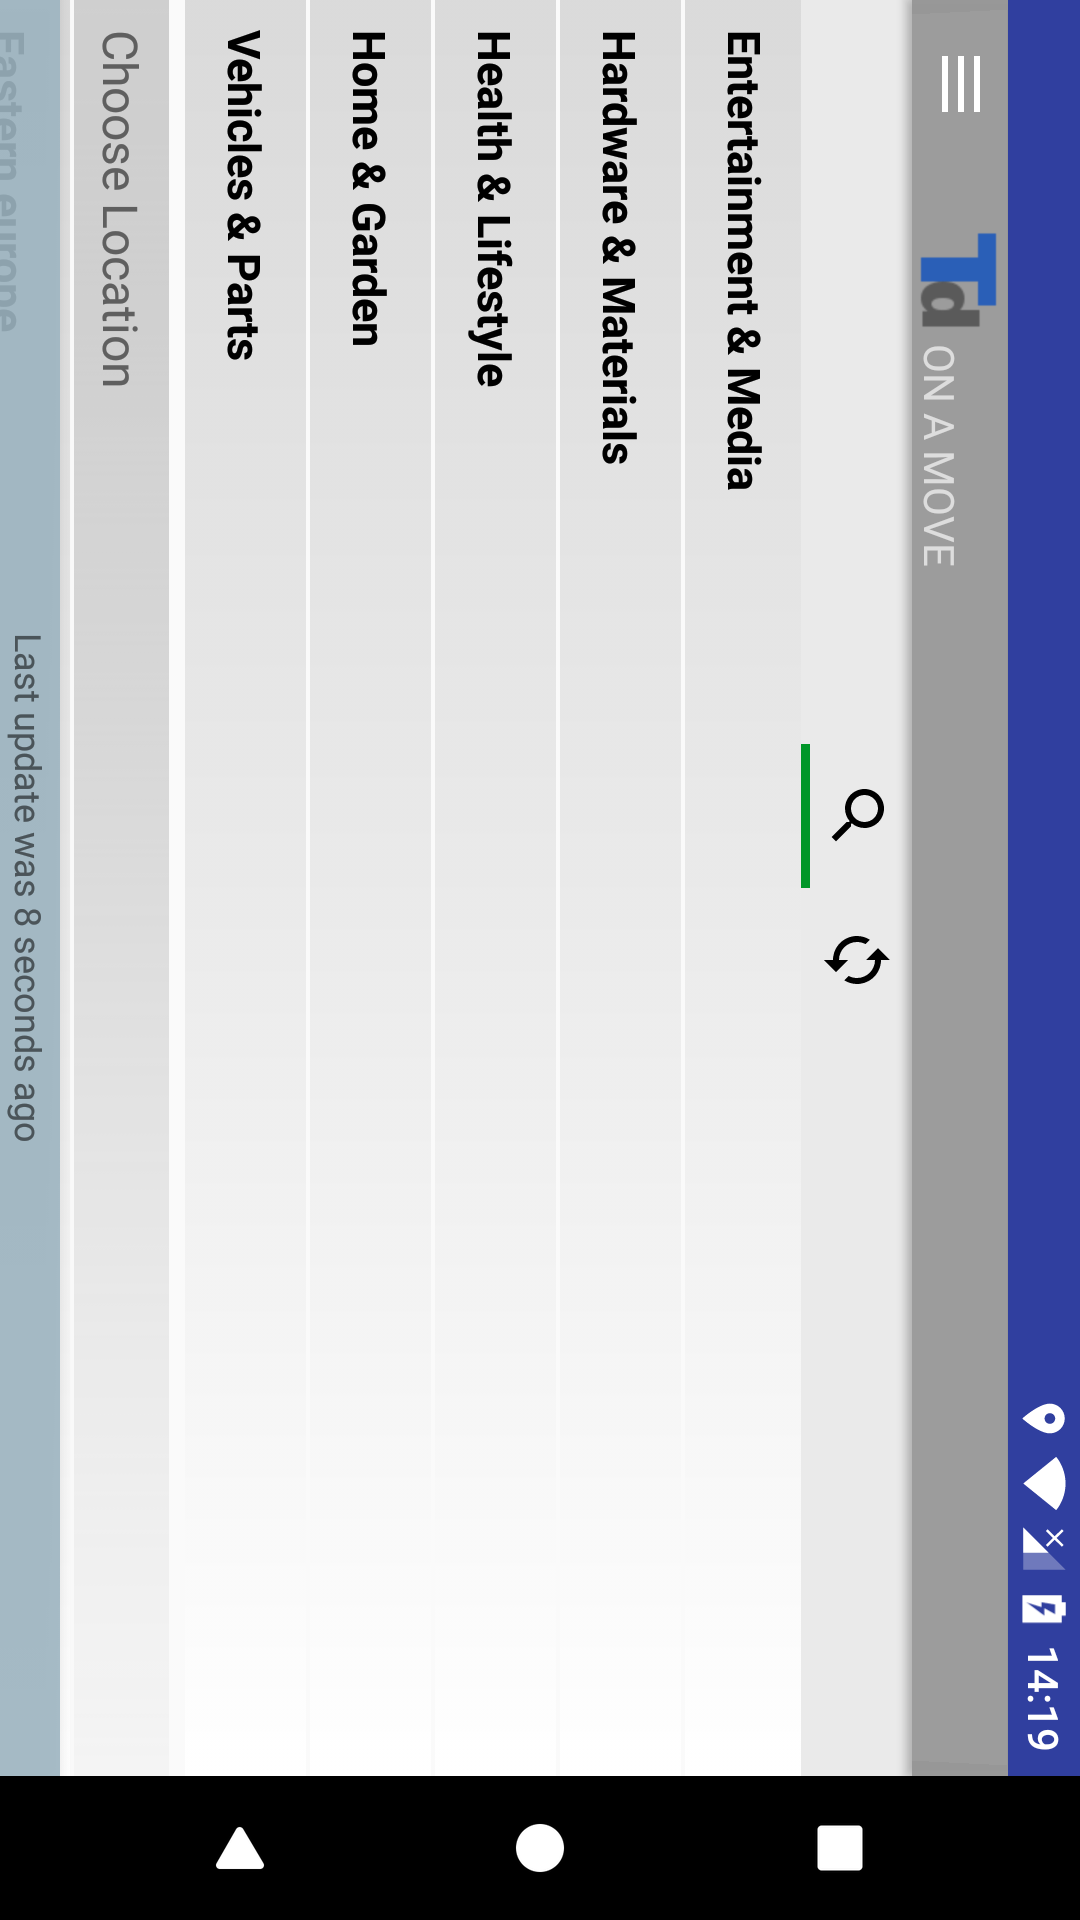 14:19
Td
ON A MOVE
Entertainment & Media
Hardware & Materials
Health & Lifestyle
Home & Garden
Vehicles & Parts
Choose Location
Last update was 8 seconds ago
Eastern europe